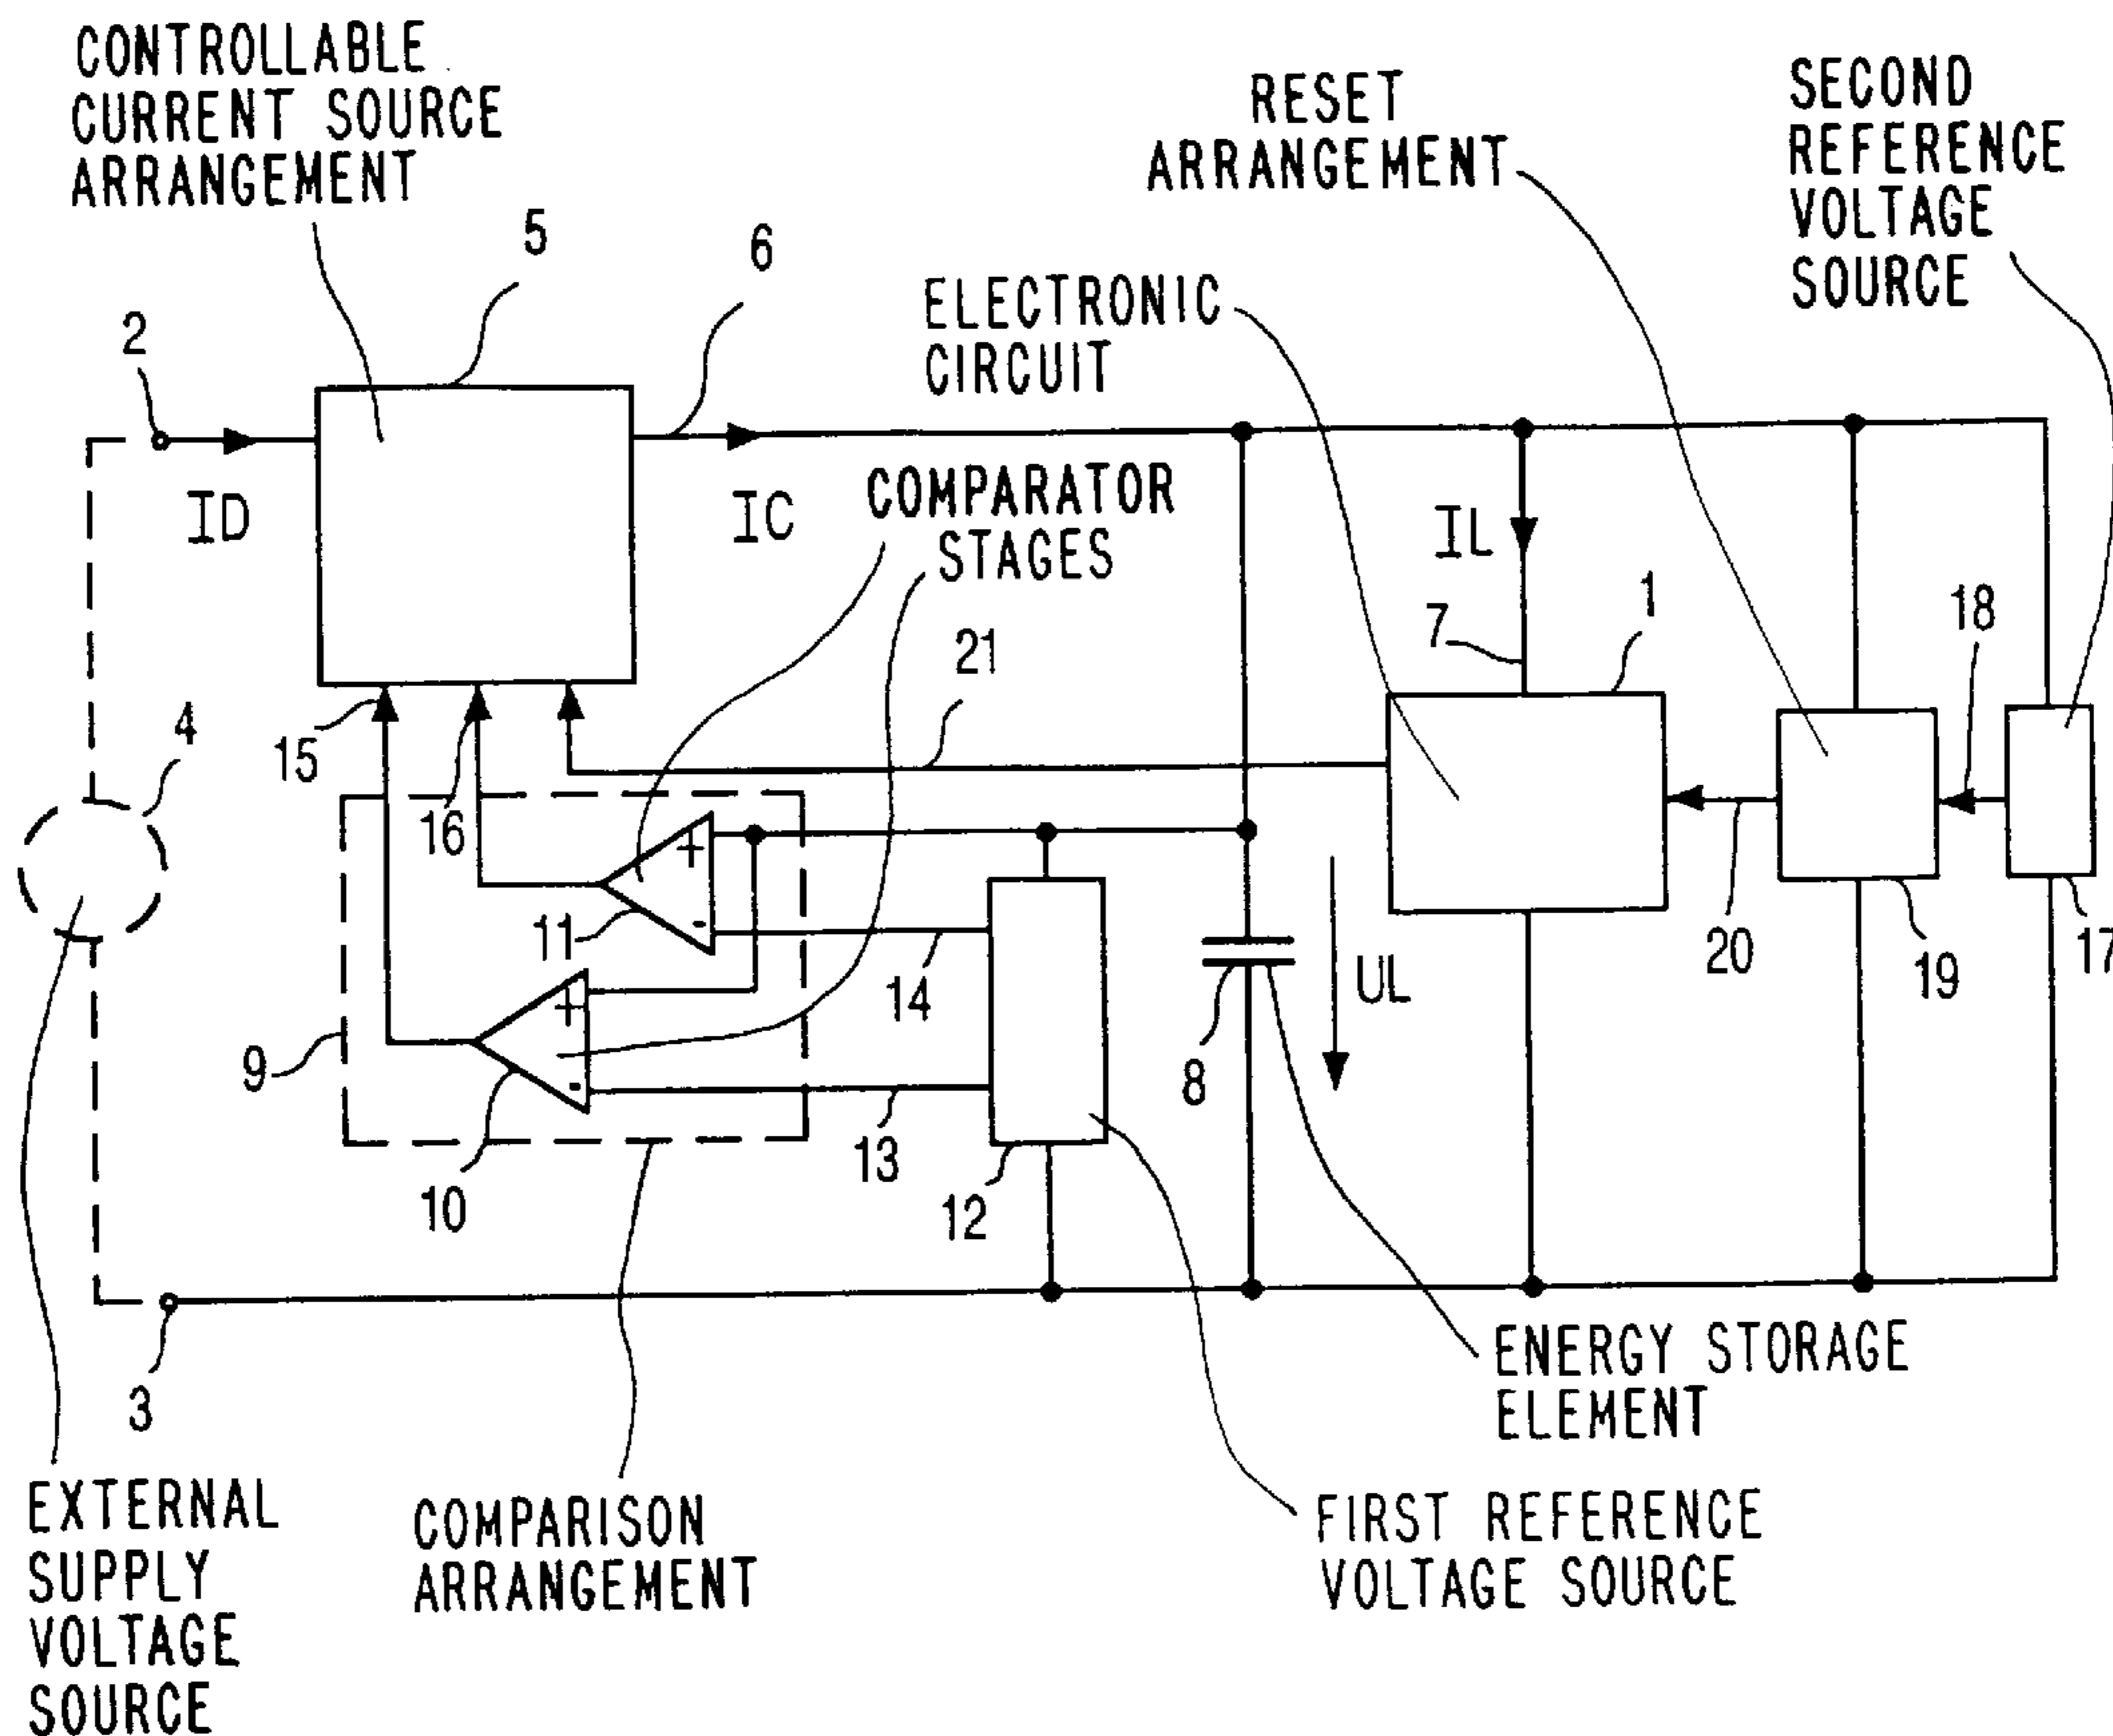 CONTROLLABLE
CURRENT SOURCE
ARRANGEMENT
RESET
ARRANGEMENT
SECOND
REFERENCE
VOLTAGE
SOURCE
5
6
2
ELECTRONIC
CIRCUIT
ID
IC
COMPARATOR
STAGES
IL
7
1
18
21
4
15
16
+
-
11
14
+
-
10
9
13
12
8
UL
20
19
17
3
ENERGY STORAGE
ELEMENT
EXTERNAL
SUPPLY
VOLTAGE
SOURCE
COMPARISON
ARRANGEMENT
FIRST REFERENCE
VOLTAGE SOURCE